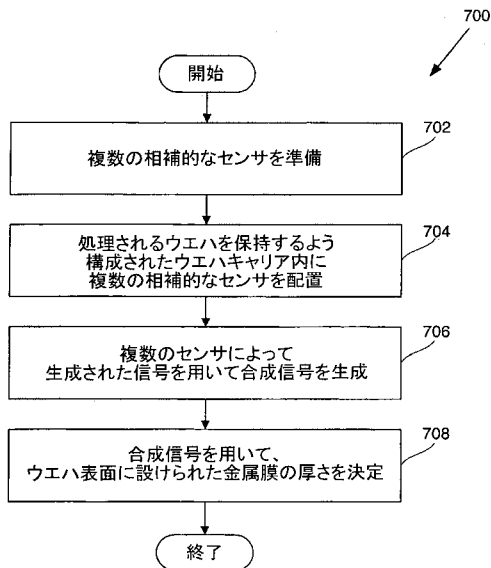 700
開始
複数の相補的なセンサを準備
702
処理されるウエハを保持するよう
構成されたウエハキャリア内に
複数の相補的なセンサを配置
704
複数のセンサによって
生成された信号を用いて合成信号を生成
706
合成信号を用いて、
ウエハ表面に設けられた金属膜の厚さを決定
708
終了